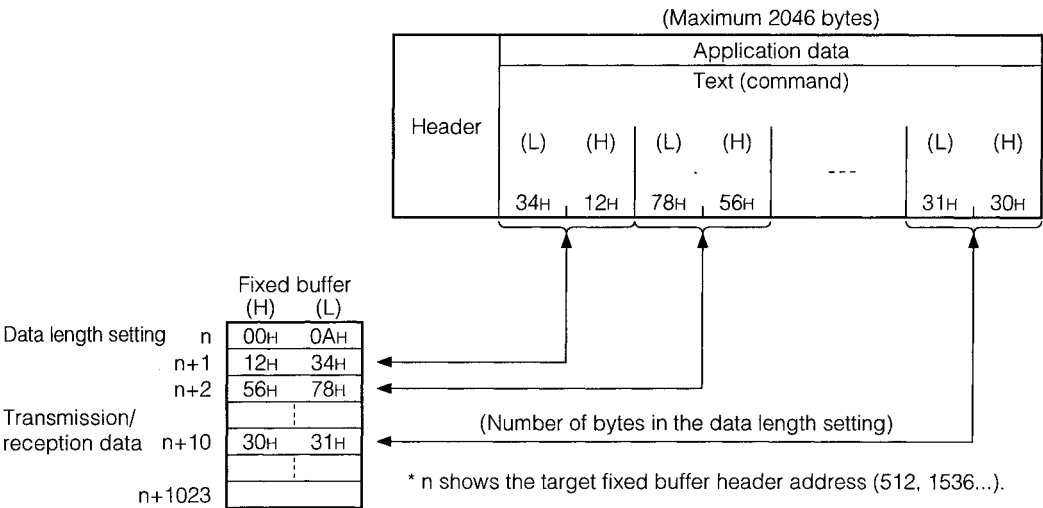 (Maximum 2046 bytes)
Application data
Text (command)
Header
(L) (H) (L) (H) (L) (H)
34H 12H 78H 56H --- 31H 30H
Fixed buffer
(H) (L)
Data length setting n 00H 0AH
n+1 12H 34H
n+2 56H 78H
Transmission/
reception data n+10 30H 31H
(Number of bytes in the data length setting)
n+1023
* n shows the target fixed buffer header address (512, 1536...).